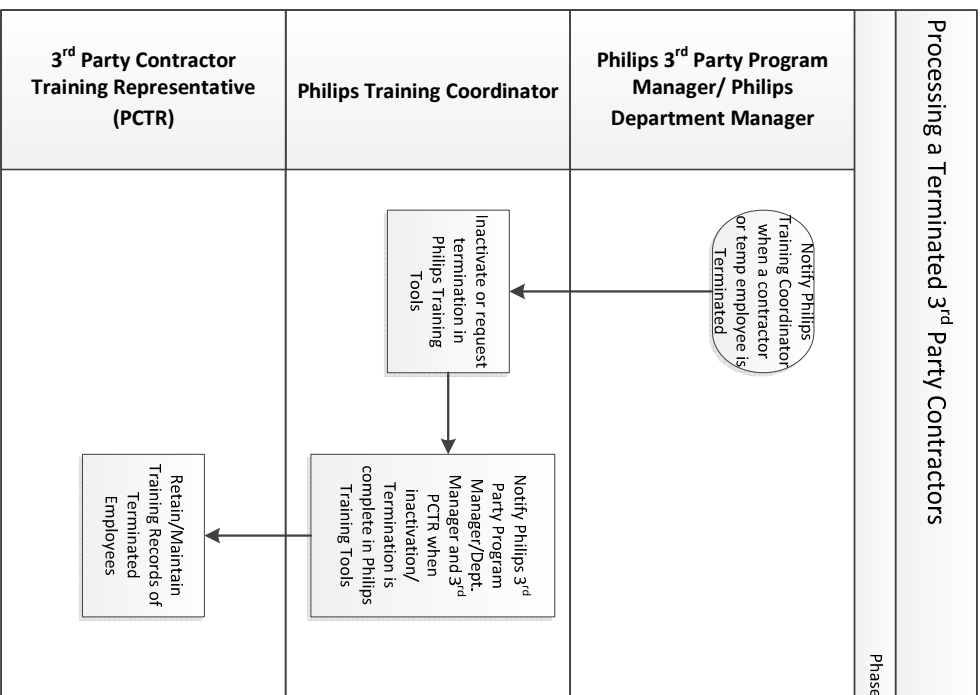 Processing a Terminated 3rd Party Contractors
Phase
Philips 3rd Party Program
Manager/ Philips
Department Manager
Notify Philips
Training Coordinator
when a contractor
or temp employee is
Terminated
Philips Training Coordinator
Inactivate or request
termination in
Philips Training
Tools
Notify Philips 3rd
Party Program
Manager/Dept.
Manager and 3rd
PCTR when
inactivation/
Termination is
complete in Philips
Training Tools
3rd Party Contractor
Training Representative
(PCTR)
Retain/Maintain
Training Records of
Terminated
Employees